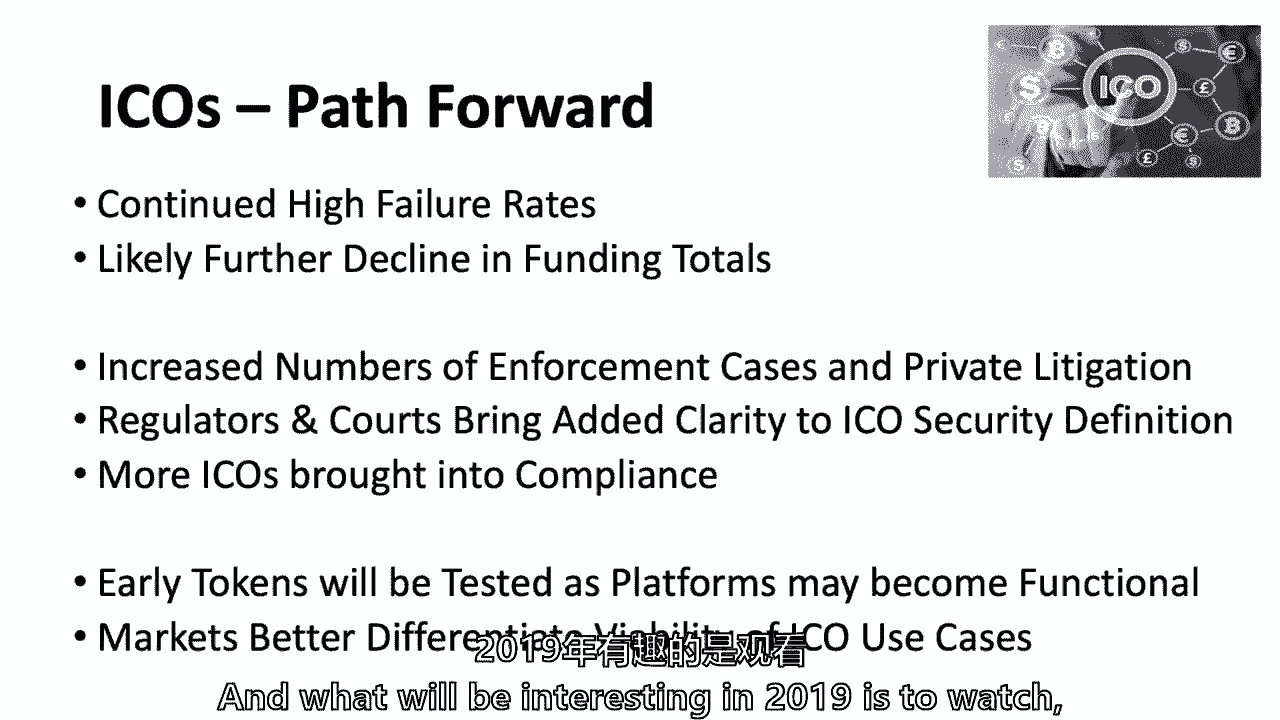 ICO
ICOs – Path Forward
• Continued High Failure Rates
• Likely Further Decline in Funding Totals
• Increased Numbers of Enforcement Cases and Private Litigation
• Regulators & Courts Bring Added Clarity to ICO Security Definition
• More ICOs brought into Compliance
• Early Tokens will be Tested as Platforms may become Functional
• Markets Better Differentiate Viability of ICO Use Cases
2019年有趣的是观看
And what will be interesting in 2019 is to watch,